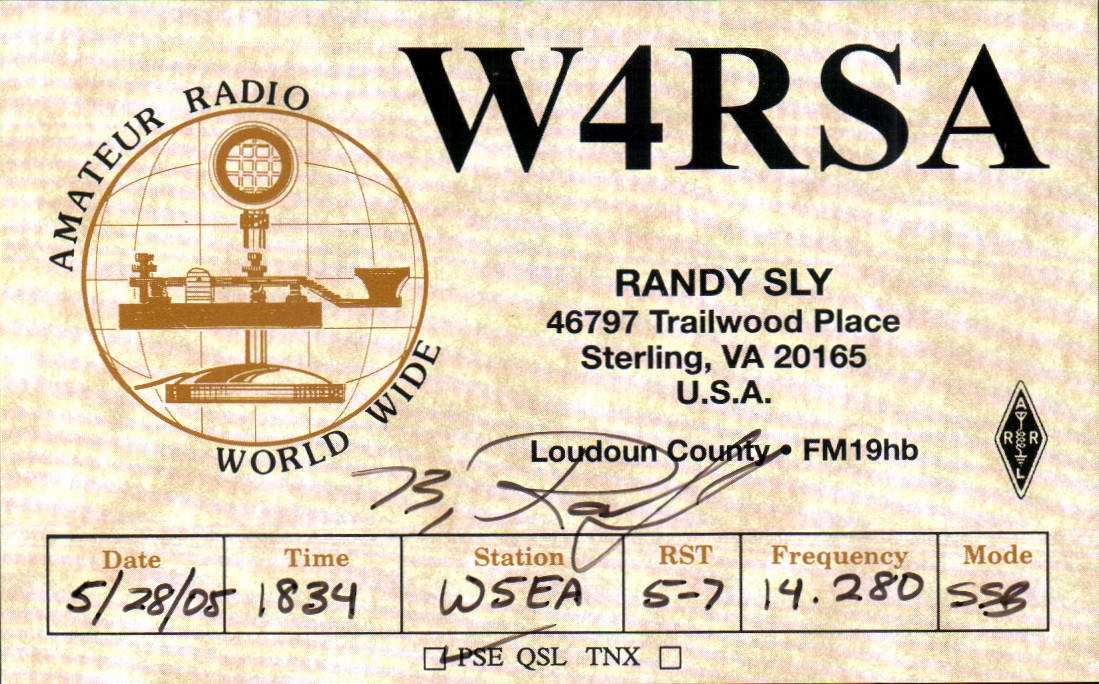 W4RSA
AMATEUR RADIO
WORLD WIDE
RANDY SLY
46797 Trailwood Place
Sterling, VA 20165
U.S.A.
Loudoun County • FM19hb
A
R R
L
73, Randy
Date Time Station RST Frequency Mode
5/28/05 1834 W5EA 5-7 14.280 SSB
PSE QSL TNX